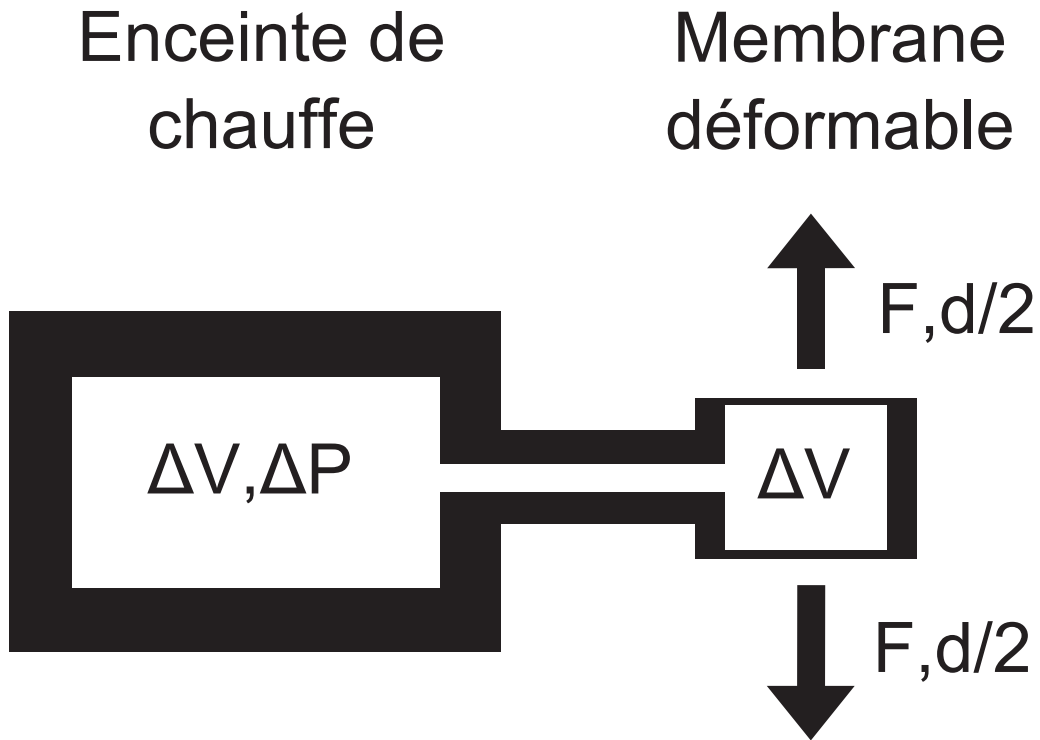 Enceinte de
chauffe
Membrane
déformable
F,d/2
ΔV,ΔP
ΔV
F,d/2